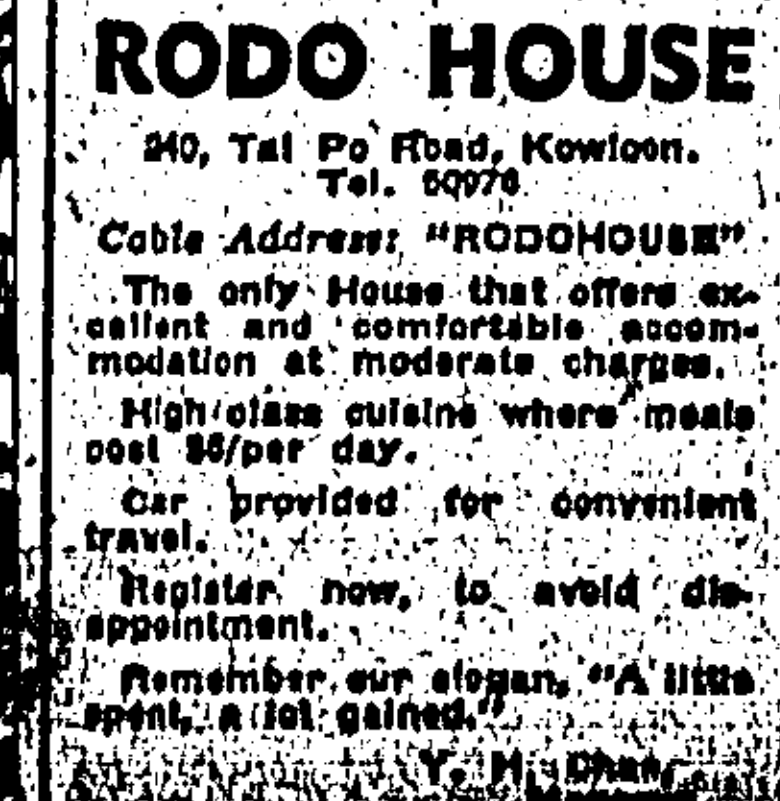 RODO HOUSE
240, Tai Po Road, Kowloon.
Tel.
Cable Address: "RODOHOUSE"
The only House that offers ex-
cellent and comfortable accom-
modation at moderate charges.
High class cuisine where meals
cost $6/per day.
Car provided for convenient
travel.
Register now, to avoid dis-
appointment.
Remember our slogan, "A little
spent, a lot gained."
Y. H. Chan,